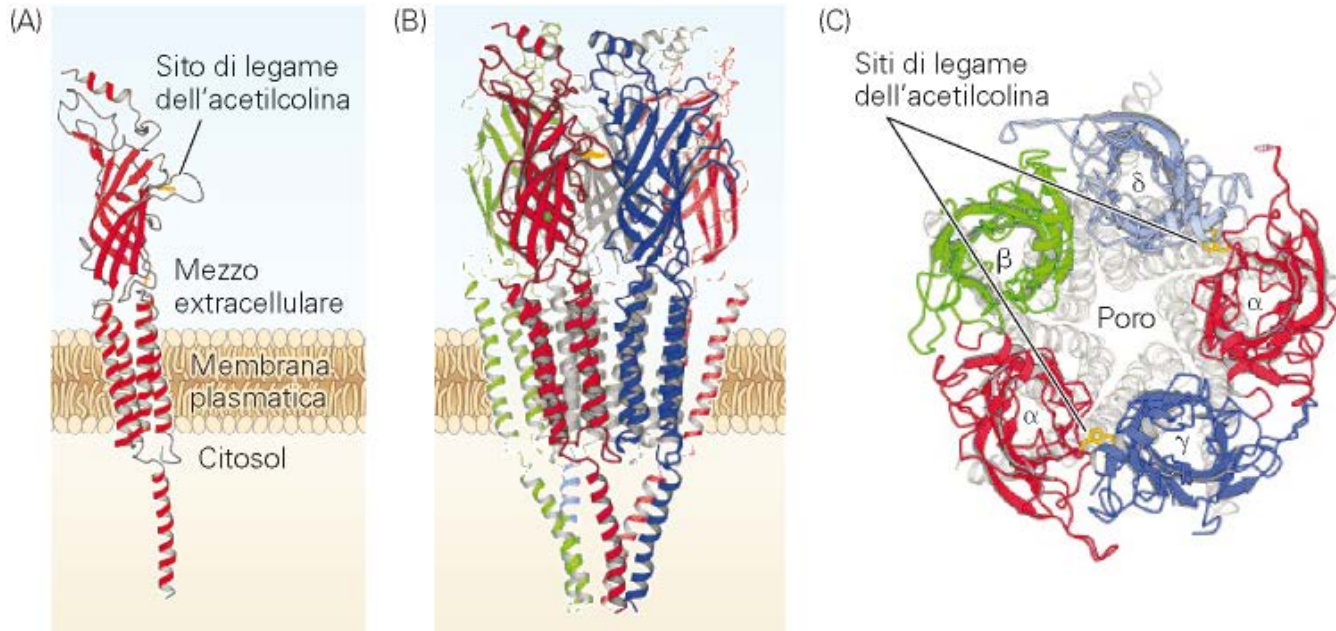 (A)
Sito di legame
dell'acetilcolina
Mezzo
extracellulare
Membrana
plasmatica
Citosol
(B)
(C)
Siti di legame
dell'acetilcolina
δ
β
α
Poro
α
γ